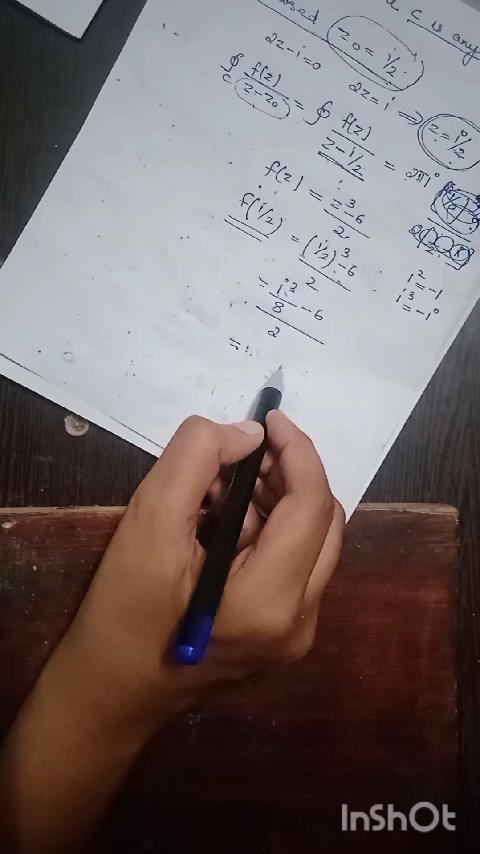 c is any
closed z₀ = i/2
2z-i=0
2z=i ⇒ z=i/2
∮c f(z)/(z-z₀) = ∮ f(z)/(z-i/2) = 2πi
f(z) = (z³-6)/2
f(i/2) = ((i/2)³-6)/2
i²=-1
i³=-i
= (i³/8 - 6)/2
=
InShOt